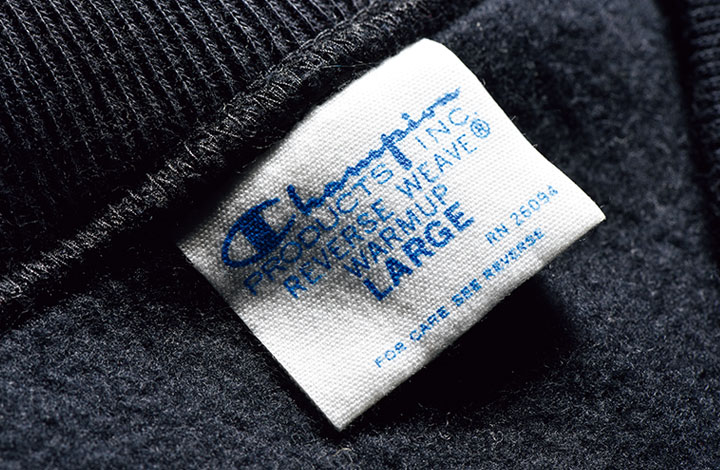 Champion
PRODUCTS INC
REVERSE WEAVE®
WARMUP
LARGE
RN 26094
FOR CARE SEE REVERSE